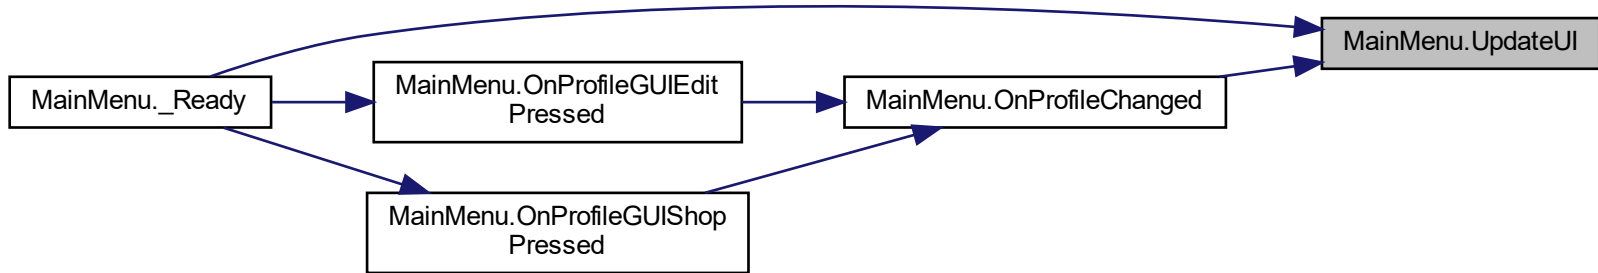 MainMenu.UpdateUI
MainMenu._Ready
MainMenu.OnProfileGUIEdit
Pressed
MainMenu.OnProfileChanged
MainMenu.OnProfileGUIShop
Pressed